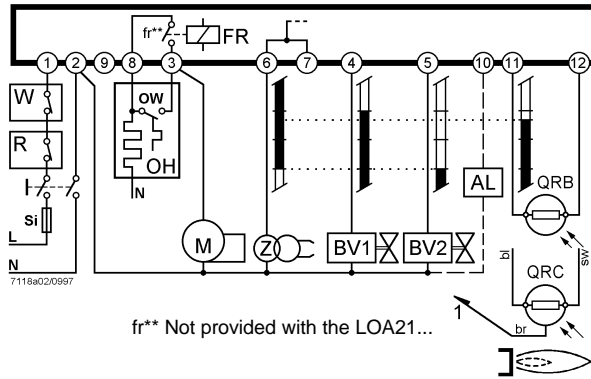 fr** FR
1 2 9 8 3 6 7 4 5 10 11 12
W
OW
R
OH
AL
QRB
N
Si
M
Z
BV1
BV2
L
bl
sw
N
QRC
7118a02/0997
1
br
fr** Not provided with the LOA21...